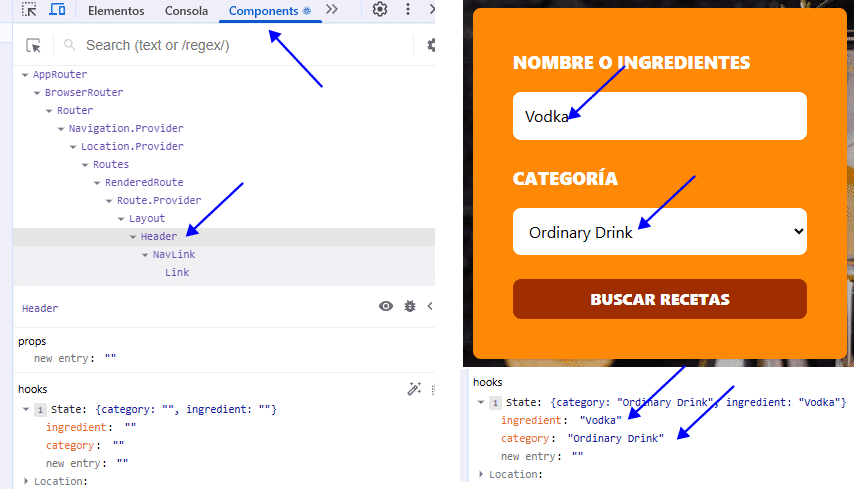 Elementos Consola Components
Search (text or /regex/)
AppRouter
BrowserRouter
Router
Navigation.Provider
Location.Provider
Routes
RenderedRoute
Route.Provider
Layout
Header
NavLink
Link
Header
props
new entry: ""
hooks
1 State: {category: "", ingredient: ""}
ingredient: ""
category: ""
new entry: ""
Location:
NOMBRE O INGREDIENTES
Vodka
CATEGORÍA
Ordinary Drink
BUSCAR RECETAS
hooks
1 State: {category: "Ordinary Drink", ingredient: "Vodka"}
ingredient: "Vodka"
category: "Ordinary Drink"
new entry: ""
Location: